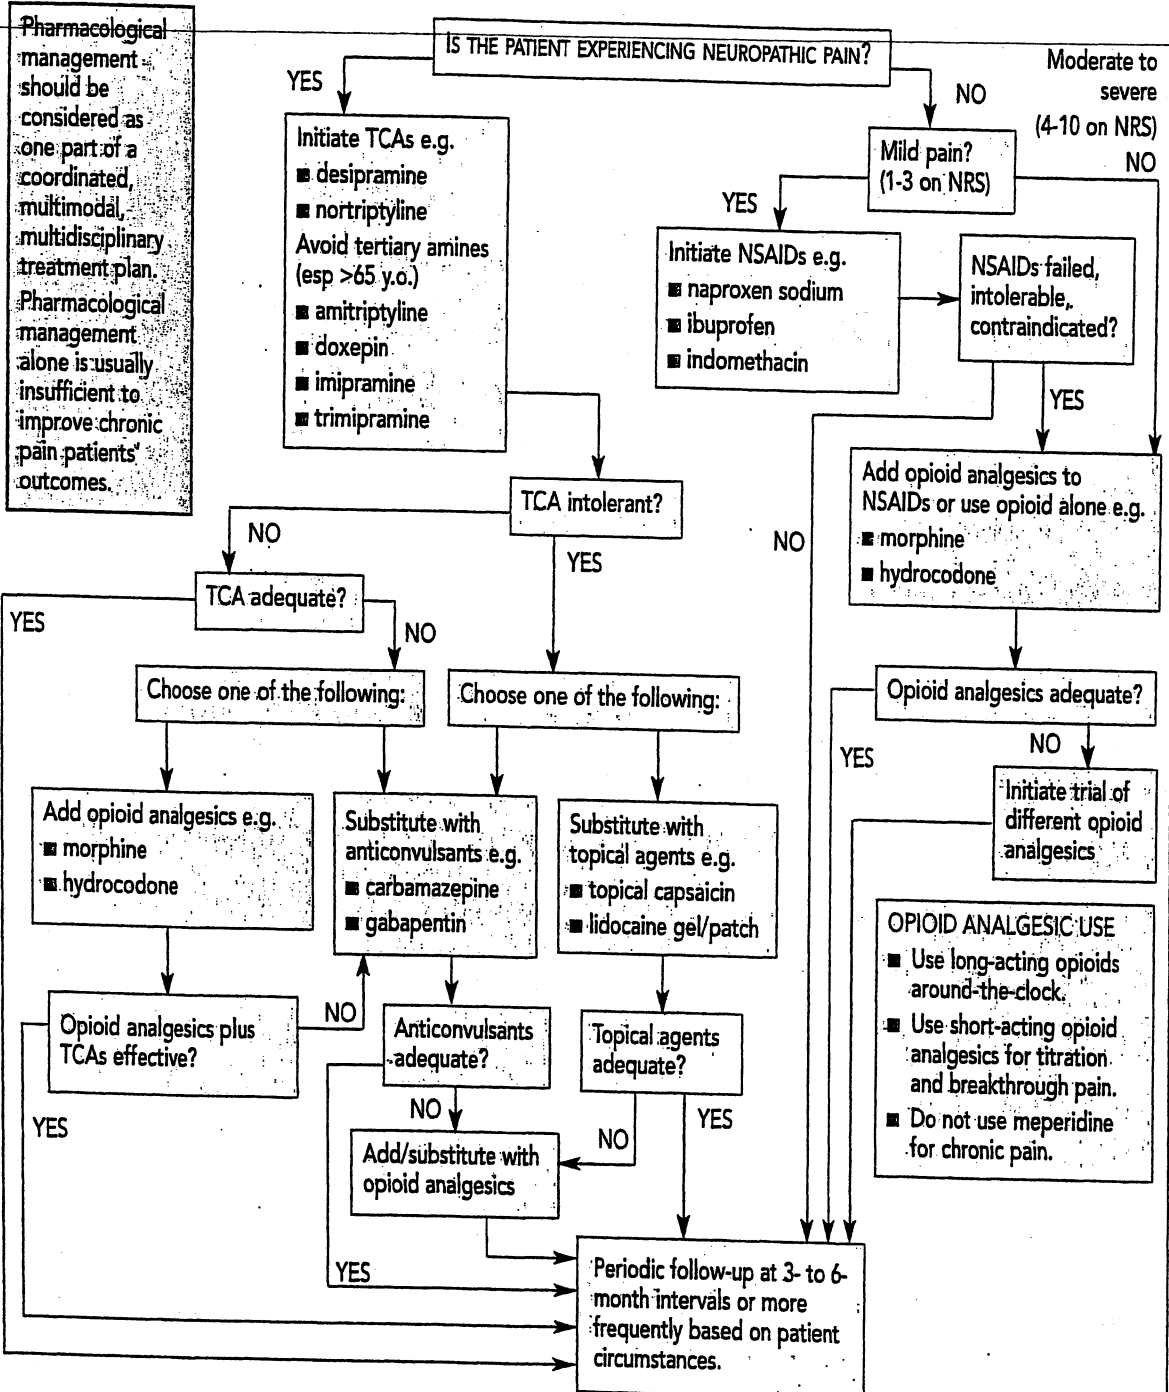 Pharmacological
management
should be
considered as
one part of a
coordinated,
multimodal,
multidisciplinary
treatment plan.
Pharmacological
management
alone is usually
insufficient to
improve chronic
pain patients'
outcomes.
IS THE PATIENT EXPERIENCING NEUROPATHIC PAIN?
YES
NO
Moderate to
severe
(4-10 on NRS)
NO
Initiate TCAs e.g.
■ desipramine
■ nortriptyline
Avoid tertiary amines
(esp >65 y.o.)
■ amitriptyline
■ doxepin
■ imipramine
■ trimipramine
Mild pain?
(1-3 on NRS)
YES
Initiate NSAIDs e.g.
■ naproxen sodium
■ ibuprofen
■ indomethacin
NSAIDs failed,
intolerable,
contraindicated?
YES
NO
Add opioid analgesics to
NSAIDs or use opioid alone e.g.
■ morphine
■ hydrocodone
TCA intolerant?
NO
YES
TCA adequate?
YES
NO
Choose one of the following:
Choose one of the following:
Opioid analgesics adequate?
YES
NO
Initiate trial of
different opioid
analgesics
Add opioid analgesics e.g.
■ morphine
■ hydrocodone
Substitute with
anticonvulsants e.g.
■ carbamazepine
■ gabapentin
Substitute with
topical agents e.g.
■ topical capsaicin
■ lidocaine gel/patch
OPIOID ANALGESIC USE
■ Use long-acting opioids
around-the-clock.
■ Use short-acting opioid
analgesics for titration
and breakthrough pain.
■ Do not use meperidine
for chronic pain.
Opioid analgesics plus
TCAs effective?
NO
YES
Anticonvulsants
adequate?
NO
YES
Topical agents
adequate?
NO
YES
Add/substitute with
opioid analgesics
Periodic follow-up at 3- to 6-
month intervals or more
frequently based on patient
circumstances.